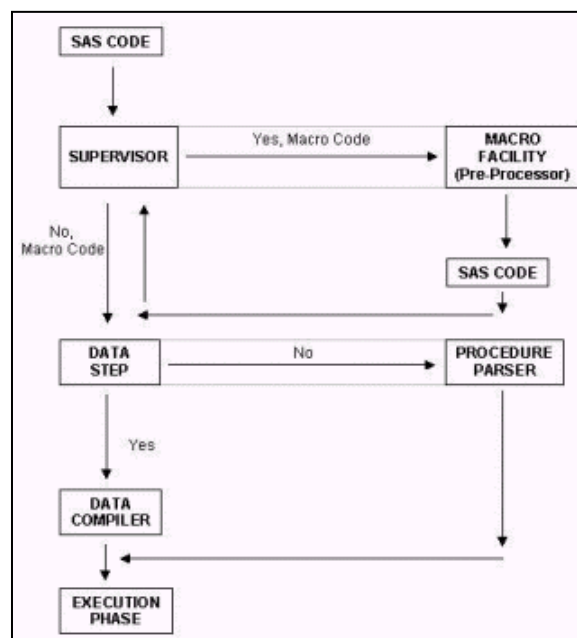 SAS CODE
SUPERVISOR
Yes, Macro Code
MACRO
FACILITY
(Pre-Processor)
No,
Macro Code
SAS CODE
DATA
STEP
No
PROCEDURE
PARSER
Yes
DATA
COMPILER
EXECUTION
PHASE